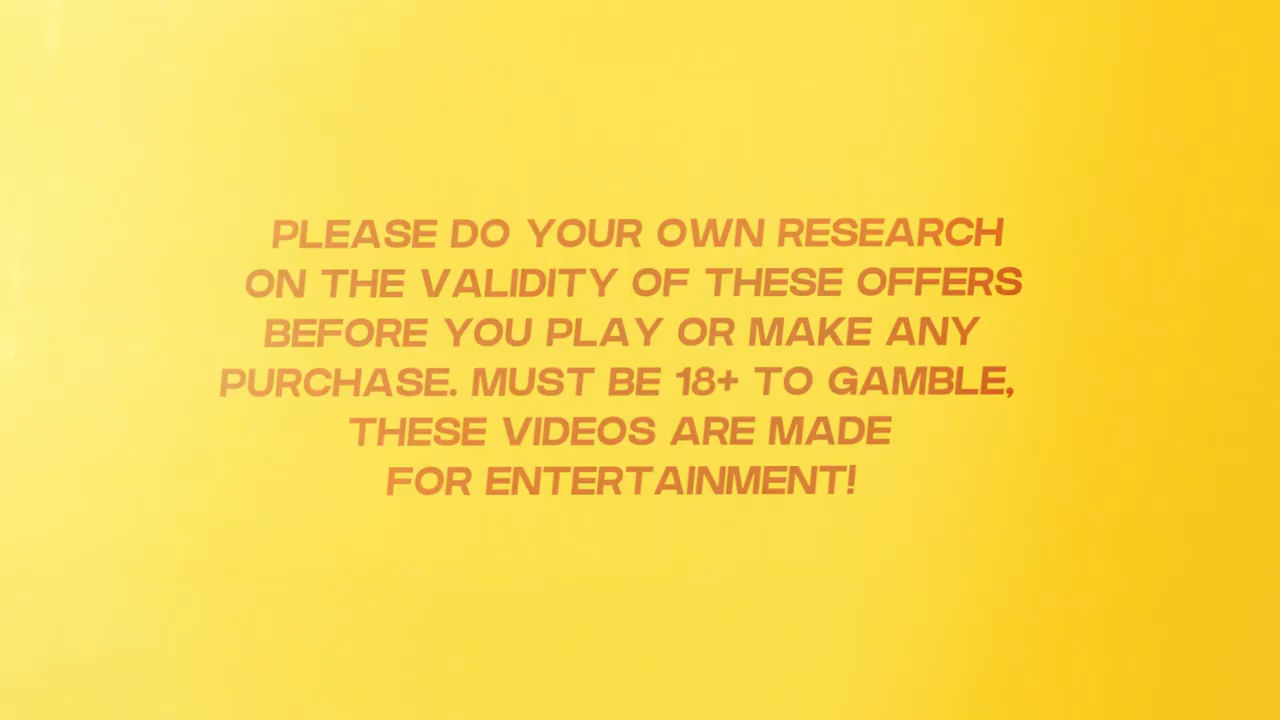 PLEASE DO YOUR OWN RESEARCH
ON THE VALIDITY OF THESE OFFERS
BEFORE YOU PLAY OR MAKE ANY
PURCHASE. MUST BE 18+ TO GAMBLE,
THESE VIDEOS ARE MADE
FOR ENTERTAINMENT!